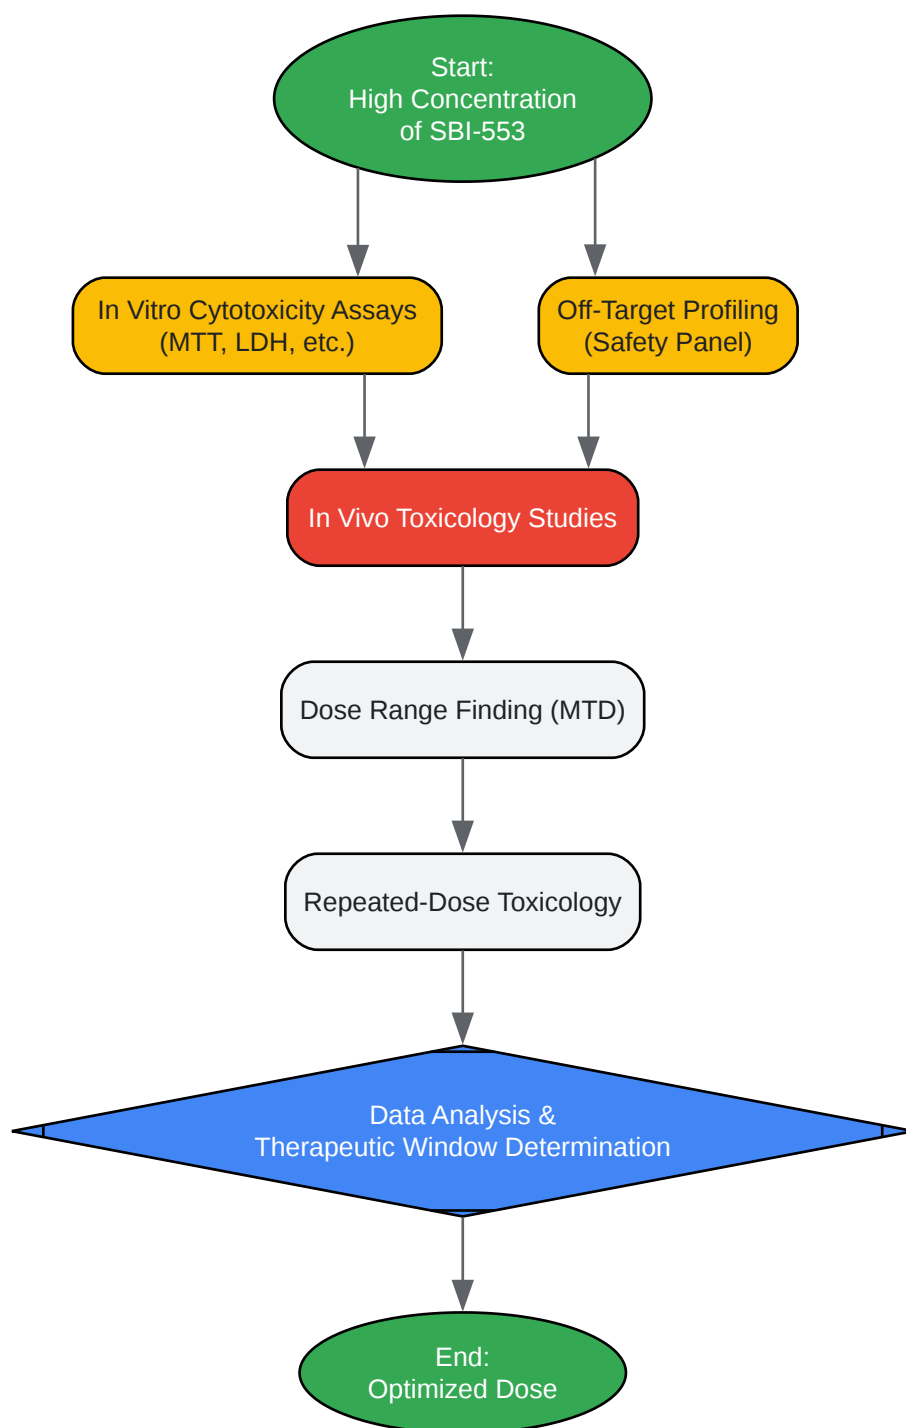 Start:
High Concentration
of SBI-553
In Vitro Cytotoxicity Assays
(MTT, LDH, etc.)
Off-Target Profiling
(Safety Panel)
In Vivo Toxicology Studies
Dose Range Finding (MTD)
Repeated-Dose Toxicology
Data Analysis &
Therapeutic Window Determination
End:
Optimized Dose